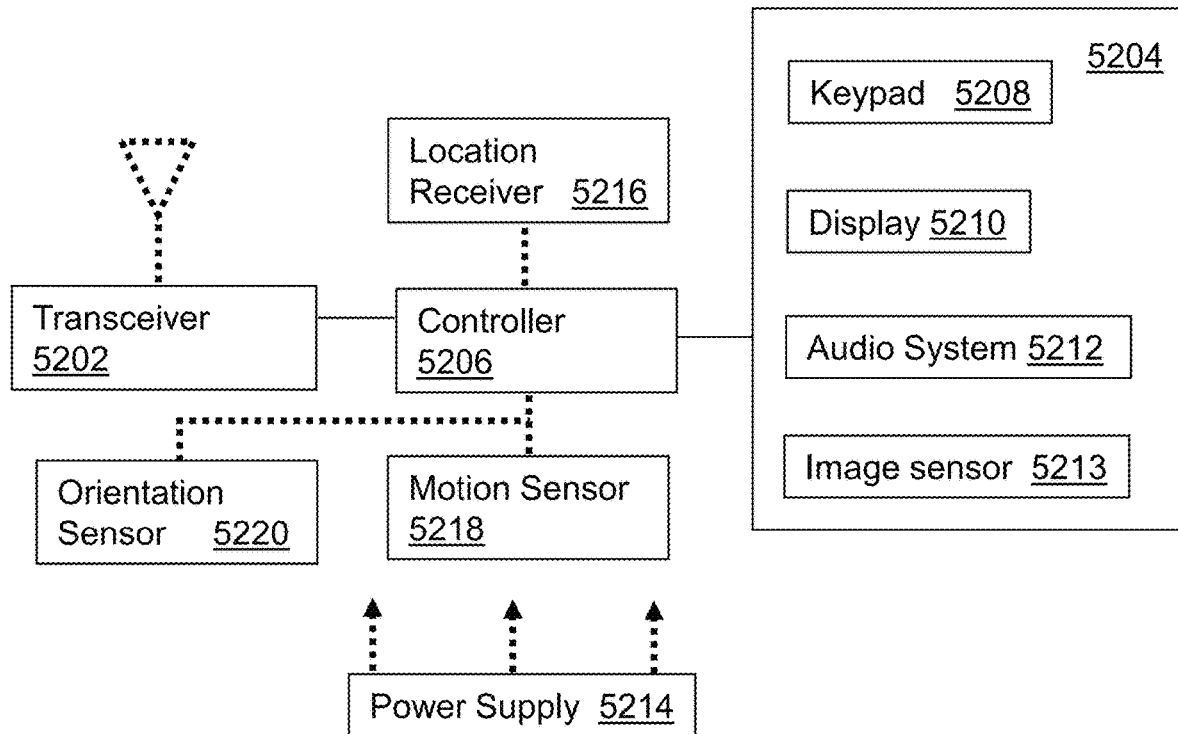 5204
Keypad 5208
Location
Receiver 5216
Display 5210
Transceiver
5202
Controller
5206
Audio System 5212
Image sensor 5213
Orientation
Sensor 5220
Motion Sensor
5218
Power Supply 5214